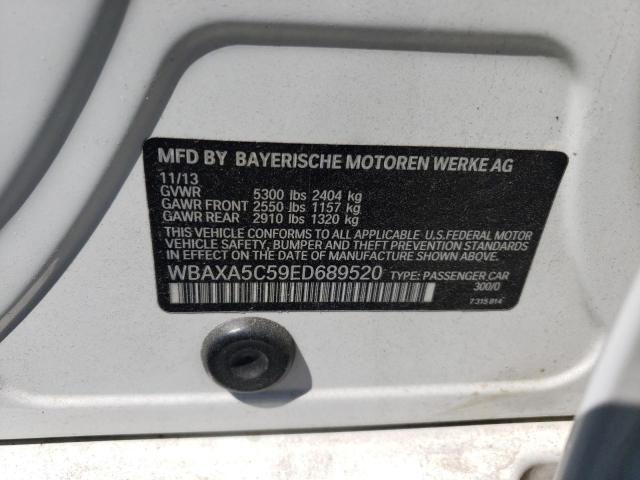 MFD BY BAYERISCHE MOTOREN WERKE AG
11/13
GVWR 5300 lbs 2404 kg
GAWR FRONT 2550 lbs 1157 kg
GAWR REAR 2910 lbs 1320 kg
THIS VEHICLE CONFORMS TO ALL APPLICABLE U.S.FEDERAL MOTOR
VEHICLE SAFETY, BUMPER AND THEFT PREVENTION STANDARDS
IN EFFECT ON THE DATE OF MANUFACTURE SHOWN ABOVE.
WBAXA5C59ED689520 TYPE: PASSENGER CAR
300/0
7 315 814